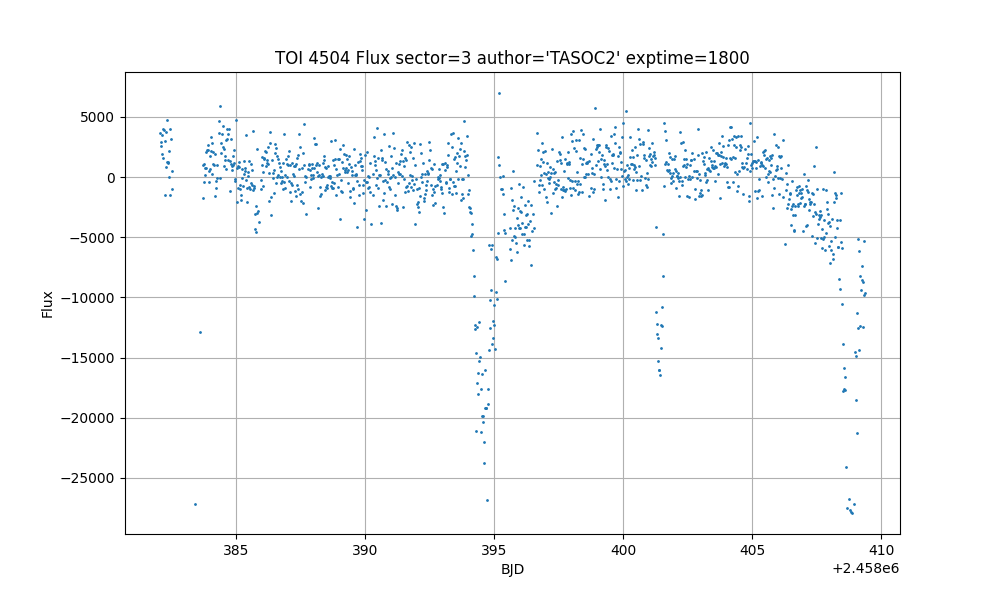 TOI 4504 Flux sector=3 author='TASOC2' exptime=1800
5000
0
−5000
−10000
−15000
−20000
−25000
Flux
385 390 395 400 405 410
BJD
+2.458e6